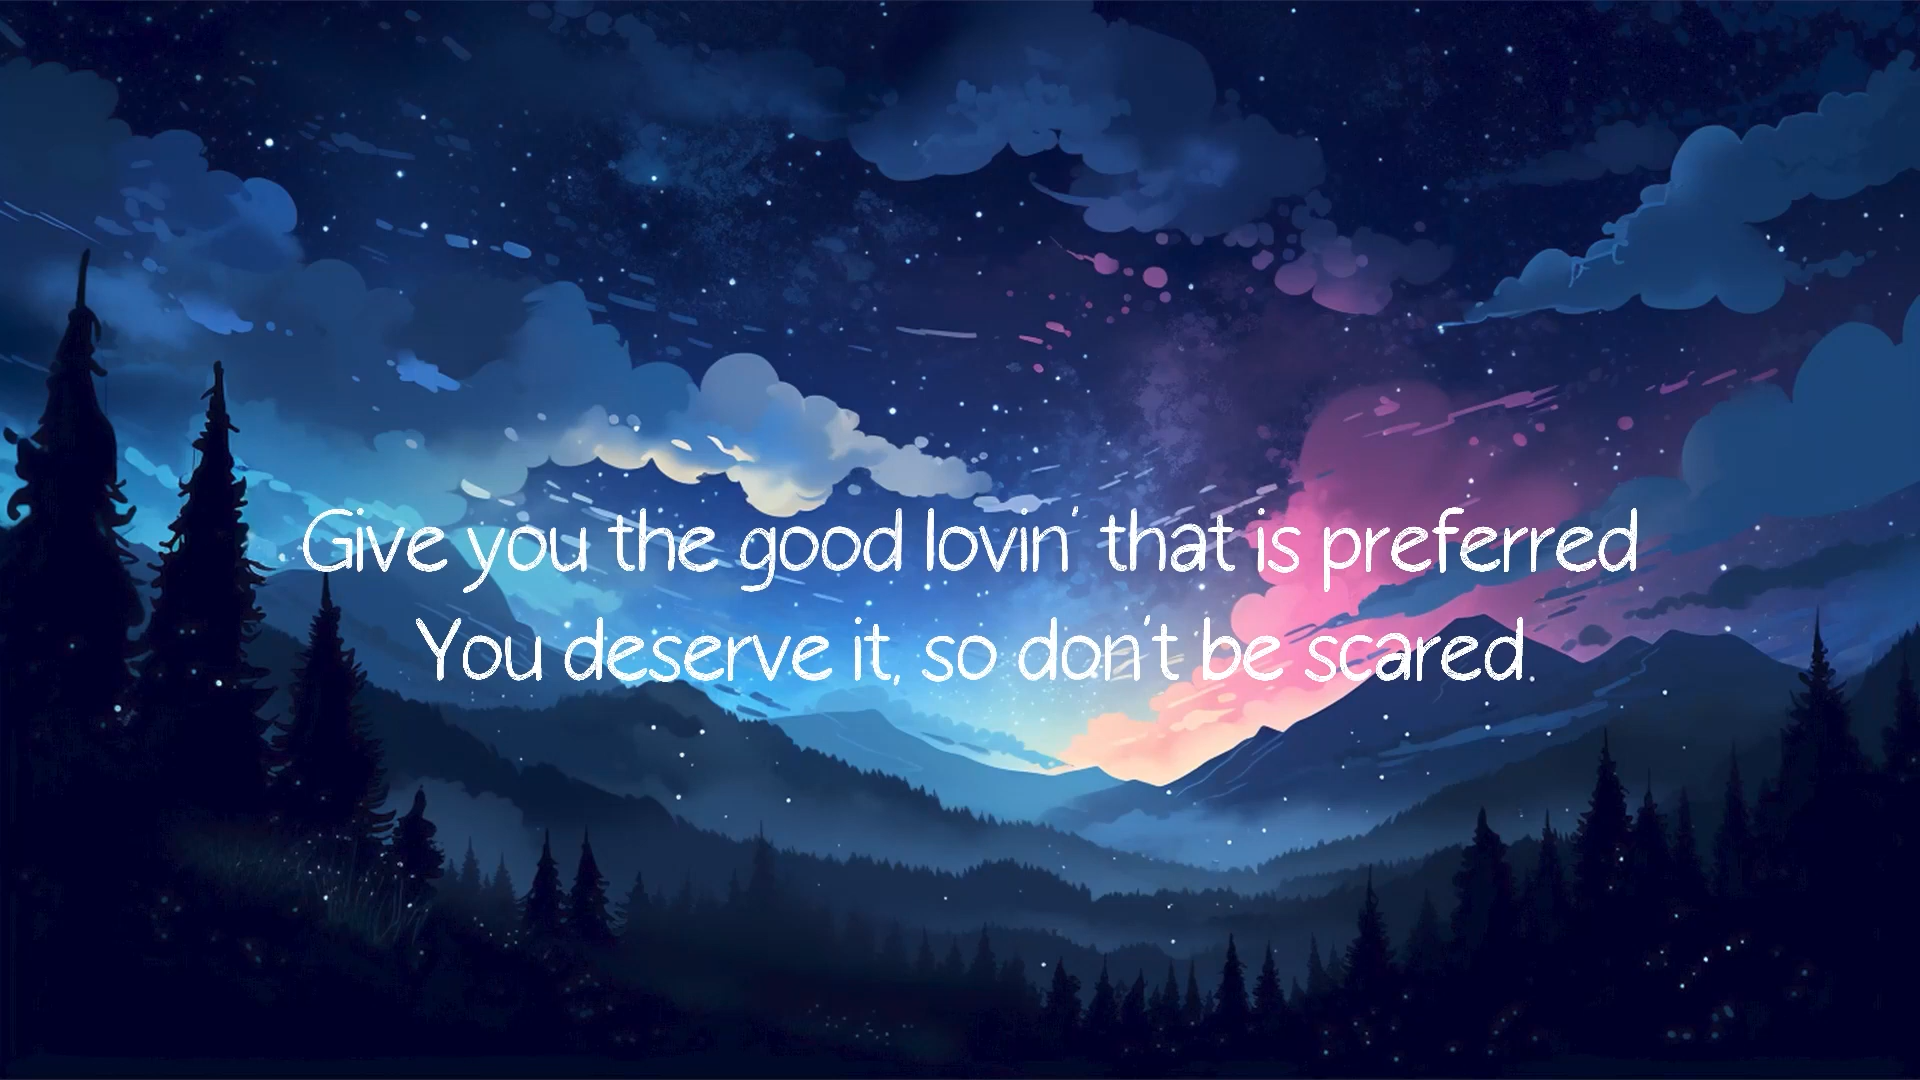 Give you the good lovin' that is preferred
You deserve it, so don't be scared.